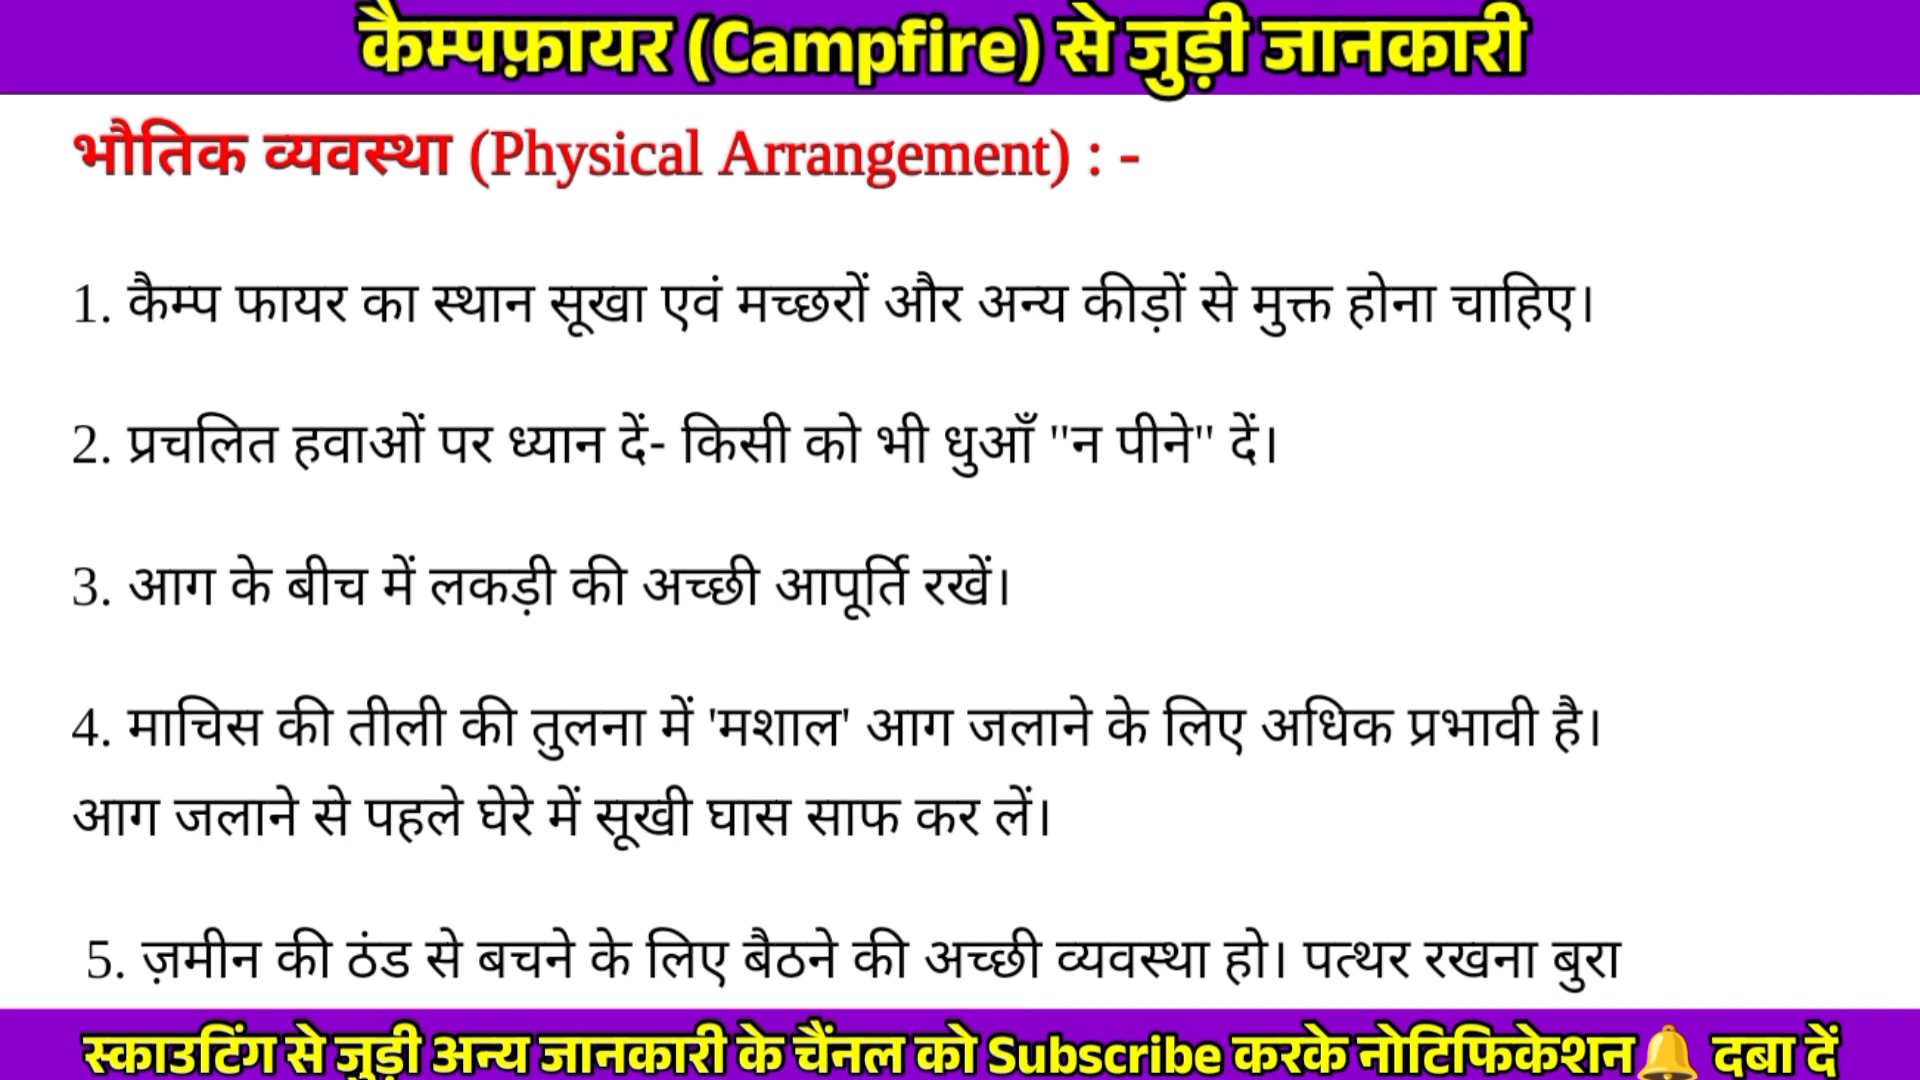 कैम्पफ़ायर (Campfire) से जुड़ी जानकारी
भौतिक व्यवस्था (Physical Arrangement) : -
1. कैम्प फायर का स्थान सूखा एवं मच्छरों और अन्य कीड़ों से मुक्त होना चाहिए।
2. प्रचलित हवाओं पर ध्यान दें- किसी को भी धुआँ "न पीने" दें।
3. आग के बीच में लकड़ी की अच्छी आपूर्ति रखें।
4. माचिस की तीली की तुलना में 'मशाल' आग जलाने के लिए अधिक प्रभावी है।
आग जलाने से पहले घेरे में सूखी घास साफ कर लें।
5. ज़मीन की ठंड से बचने के लिए बैठने की अच्छी व्यवस्था हो। पत्थर रखना बुरा
स्काउटिंग से जुड़ी अन्य जानकारी के चैंनल को Subscribe करके नोटिफिकेशन🔔 दबा दें